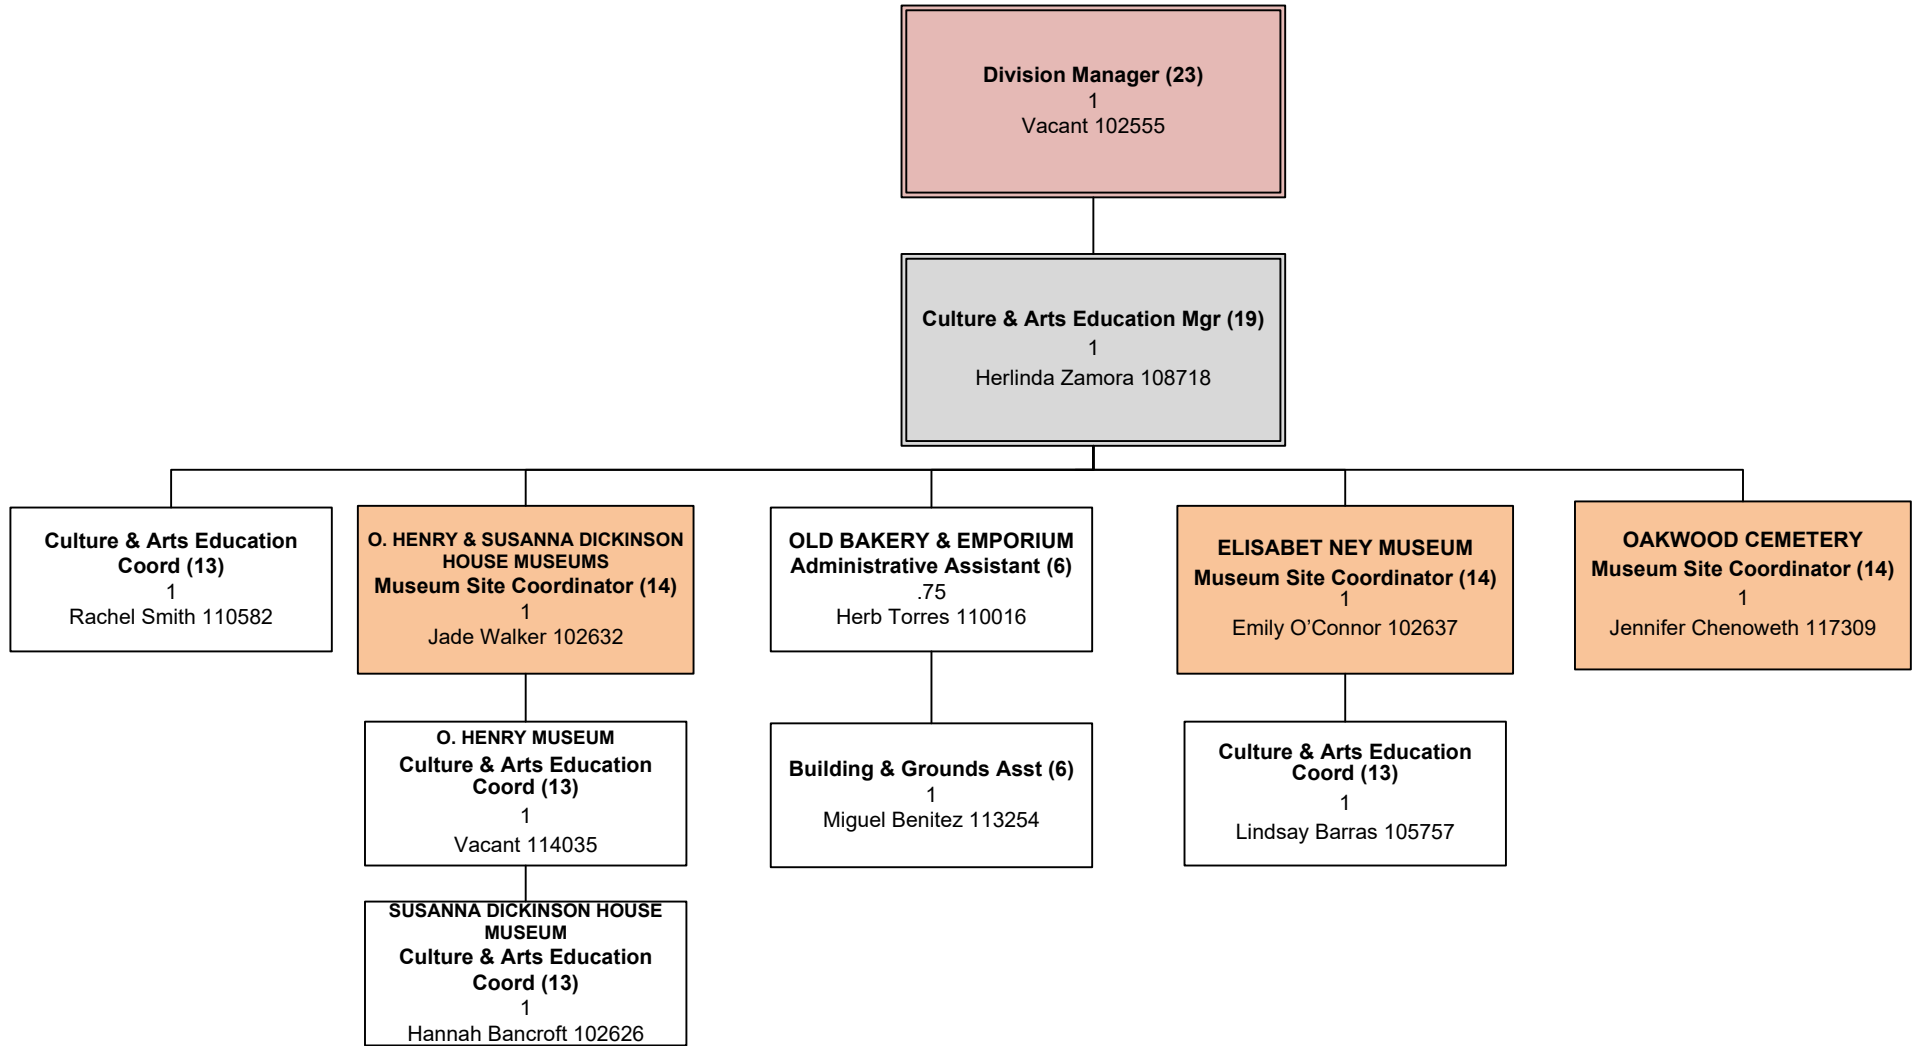 Division Manager (23)
1
Vacant 102555
Culture & Arts Education Mgr (19)
1
Herlinda Zamora 108718
Culture & Arts Education
Coord (13)
1
Rachel Smith 110582
O. HENRY & SUSANNA DICKINSON
HOUSE MUSEUMS
Museum Site Coordinator (14)
1
Jade Walker 102632
OLD BAKERY & EMPORIUM
Administrative Assistant (6)
.75
Herb Torres 110016
ELISABET NEY MUSEUM
Museum Site Coordinator (14)
1
Emily O’Connor 102637
OAKWOOD CEMETERY
Museum Site Coordinator (14)
1
Jennifer Chenoweth 117309
O. HENRY MUSEUM
Culture & Arts Education
Coord (13)
1
Vacant 114035
Building & Grounds Asst (6)
1
Miguel Benitez 113254
Culture & Arts Education
Coord (13)
1
Lindsay Barras 105757
SUSANNA DICKINSON HOUSE
MUSEUM
Culture & Arts Education
Coord (13)
1
Hannah Bancroft 102626